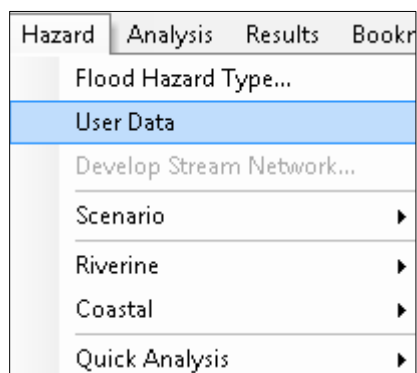 Hazard Analysis Results Bookr
Flood Hazard Type...
User Data
Develop Stream Network...
Scenario
Riverine
Coastal
Quick Analysis